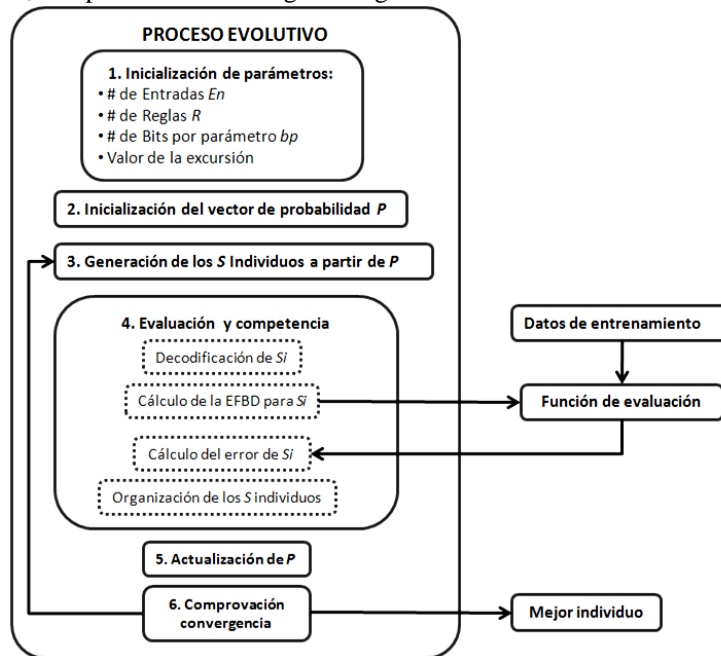 PROCESO EVOLUTIVO
1. Inicialización de parámetros:
• # de Entradas En
• # de Reglas R
• # de Bits por parámetro bp
• Valor de la excursión
2. Inicialización del vector de probabilidad P
3. Generación de los S Individuos a partir de P
4. Evaluación y competencia
Decodificación de Si
Cálculo de la EFBD para Si
Cálculo del error de Si
Organización de los S individuos
Datos de entrenamiento
Función de evaluación
5. Actualización de P
6. Comprovación
convergencia
Mejor individuo